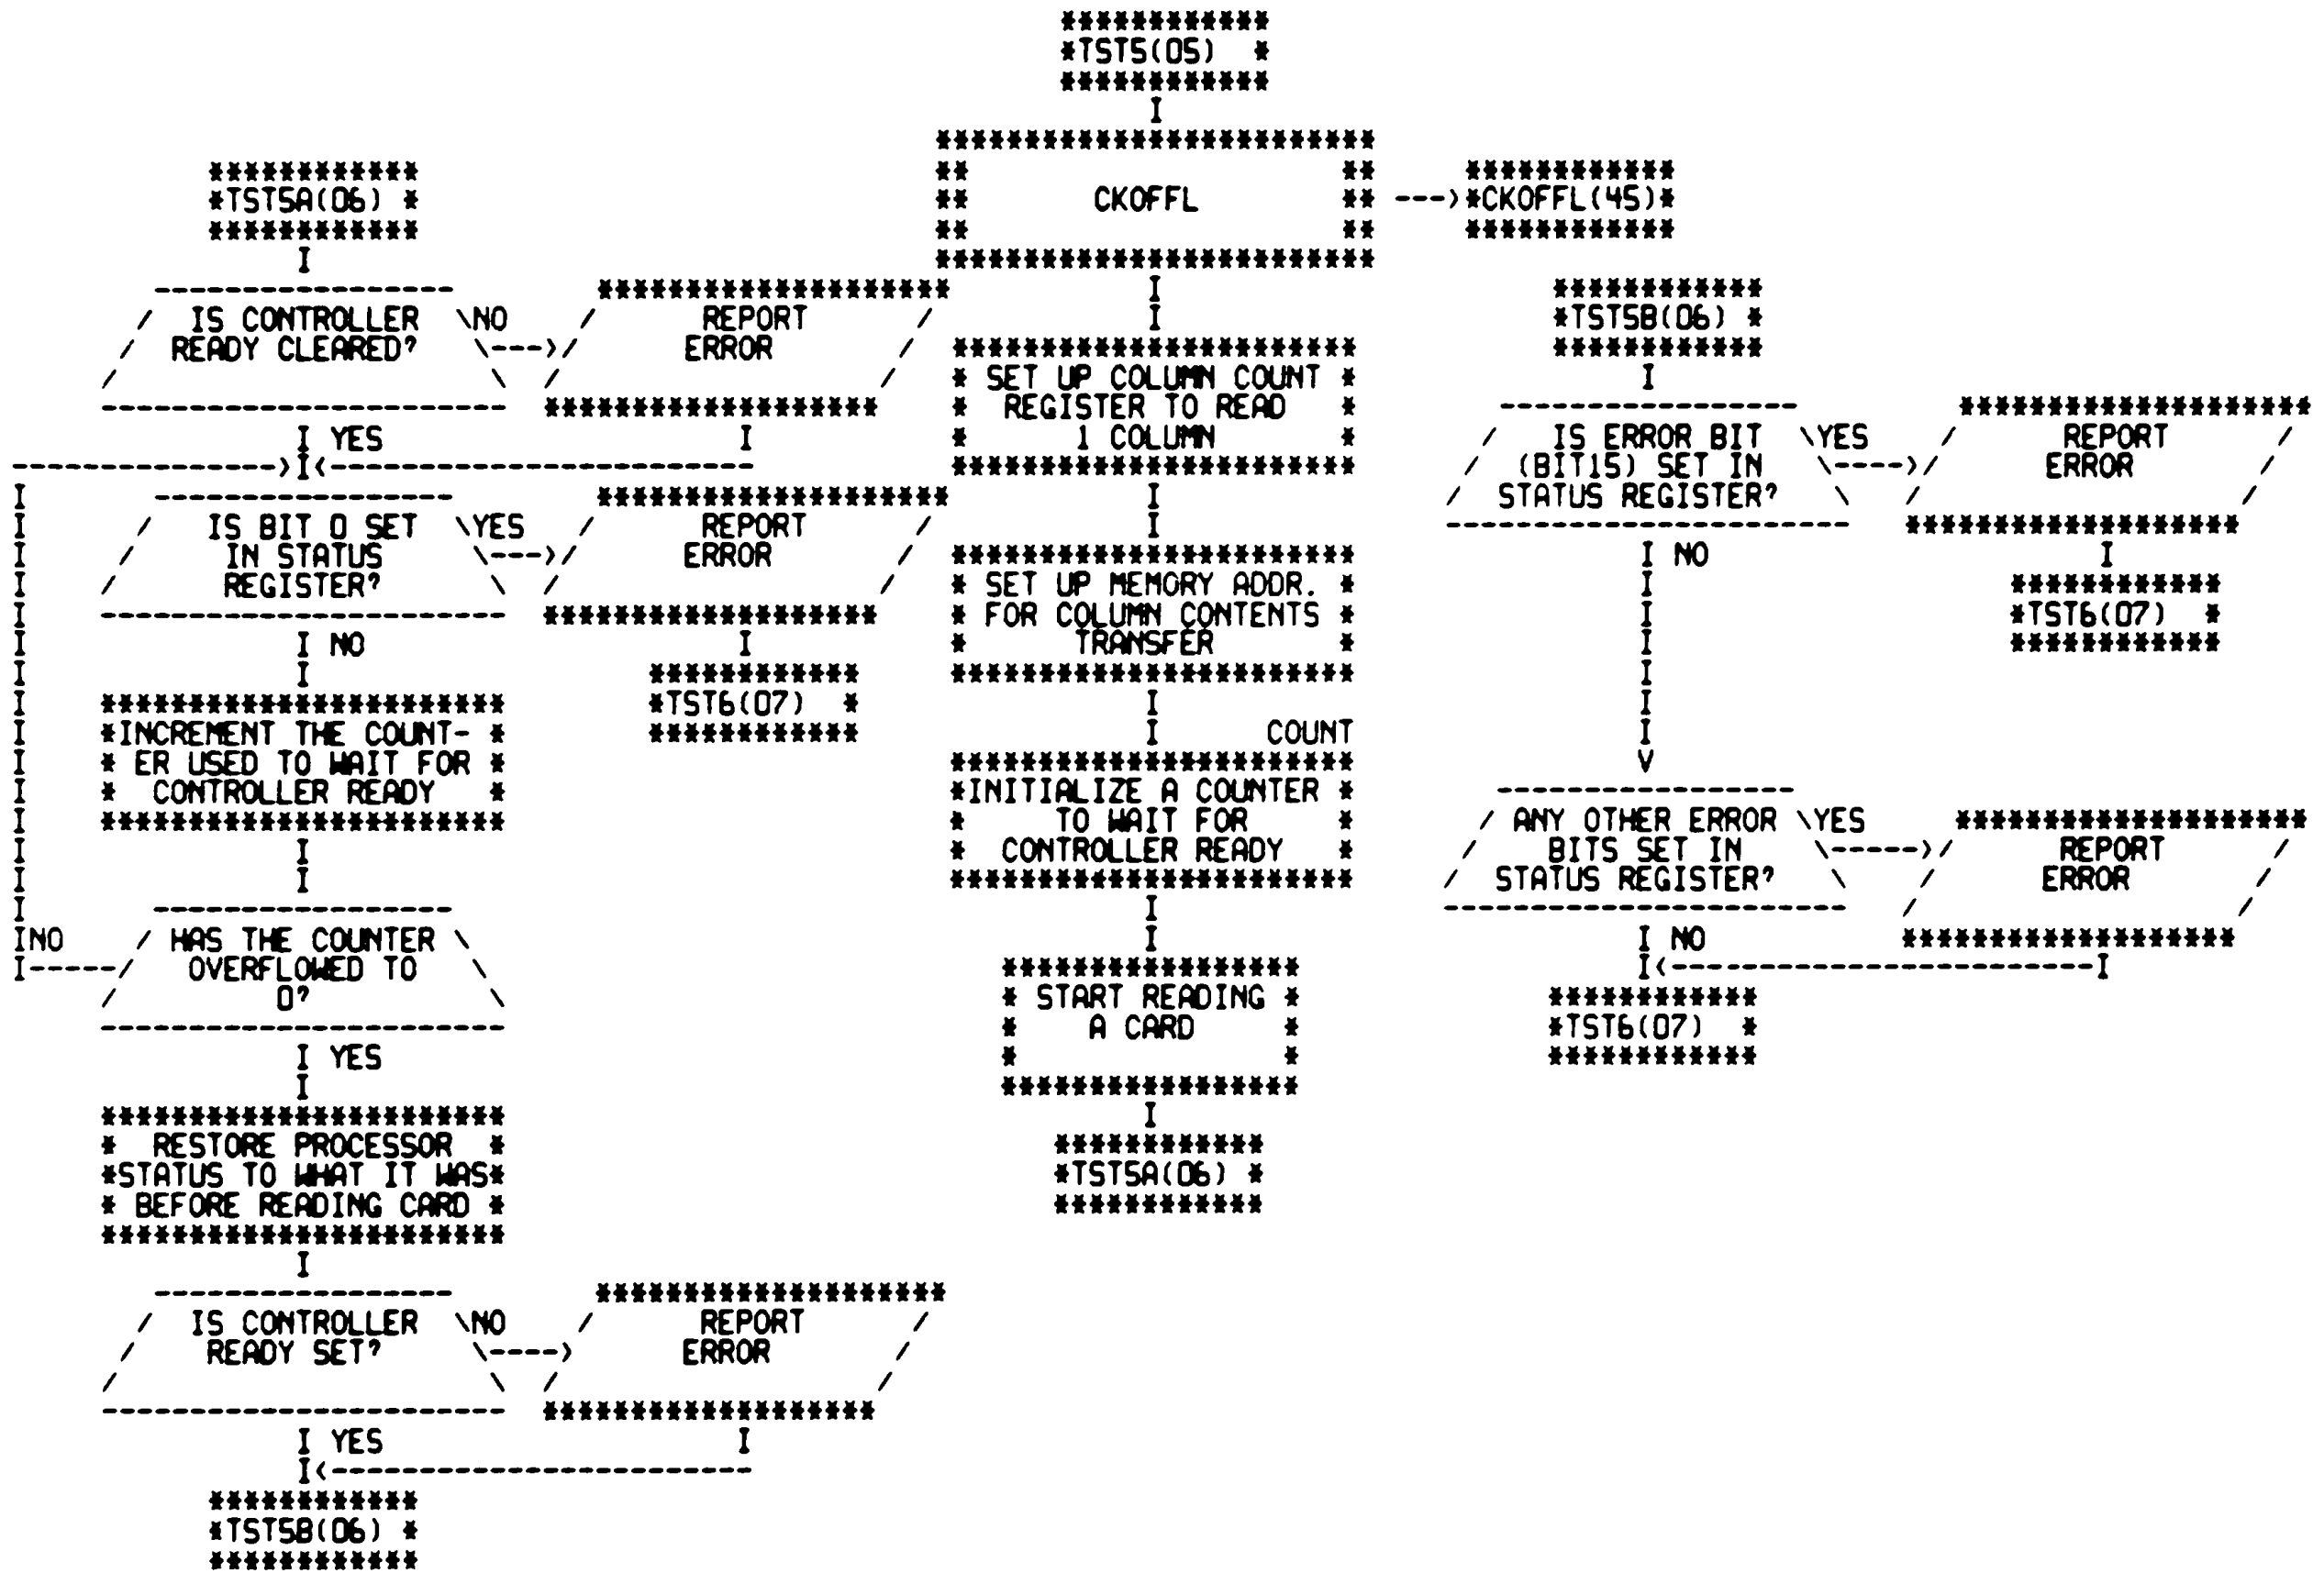 TST5(05)
CKOFFL
CKOFFL(45)
SET UP COLUMN COUNT
REGISTER TO READ
1 COLUMN
SET UP MEMORY ADDR.
FOR COLUMN CONTENTS
TRANSFER
COUNT
INITIALIZE A COUNTER
TO WAIT FOR
CONTROLLER READY
START READING
A CARD
TST5A(06)
TST5A(06)
IS CONTROLLER
READY CLEARED?
NO
REPORT
ERROR
YES
IS BIT 0 SET
IN STATUS
REGISTER?
YES
REPORT
ERROR
TST6(07)
NO
INCREMENT THE COUNT-
ER USED TO WAIT FOR
CONTROLLER READY
HAS THE COUNTER
OVERFLOWED TO
0?
NO
YES
RESTORE PROCESSOR
STATUS TO WHAT IT WAS
BEFORE READING CARD
IS CONTROLLER
READY SET?
NO
REPORT
ERROR
YES
TST5B(06)
TST5B(06)
IS ERROR BIT
(BIT15) SET IN
STATUS REGISTER?
YES
REPORT
ERROR
TST6(07)
NO
ANY OTHER ERROR
BITS SET IN
STATUS REGISTER?
YES
REPORT
ERROR
NO
TST6(07)